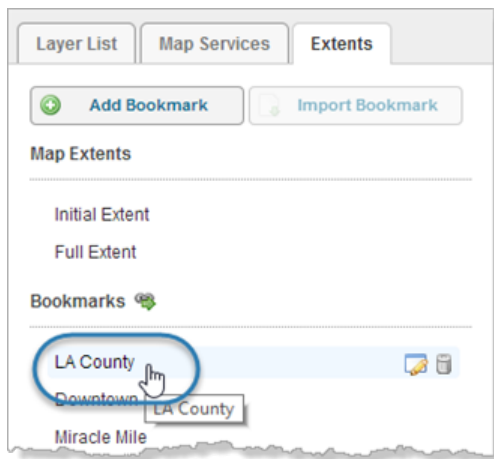 Layer List Map Services Extents
Add Bookmark Import Bookmark
Map Extents
Initial Extent
Full Extent
Bookmarks
LA County
Downtown
LA County
Miracle Mile